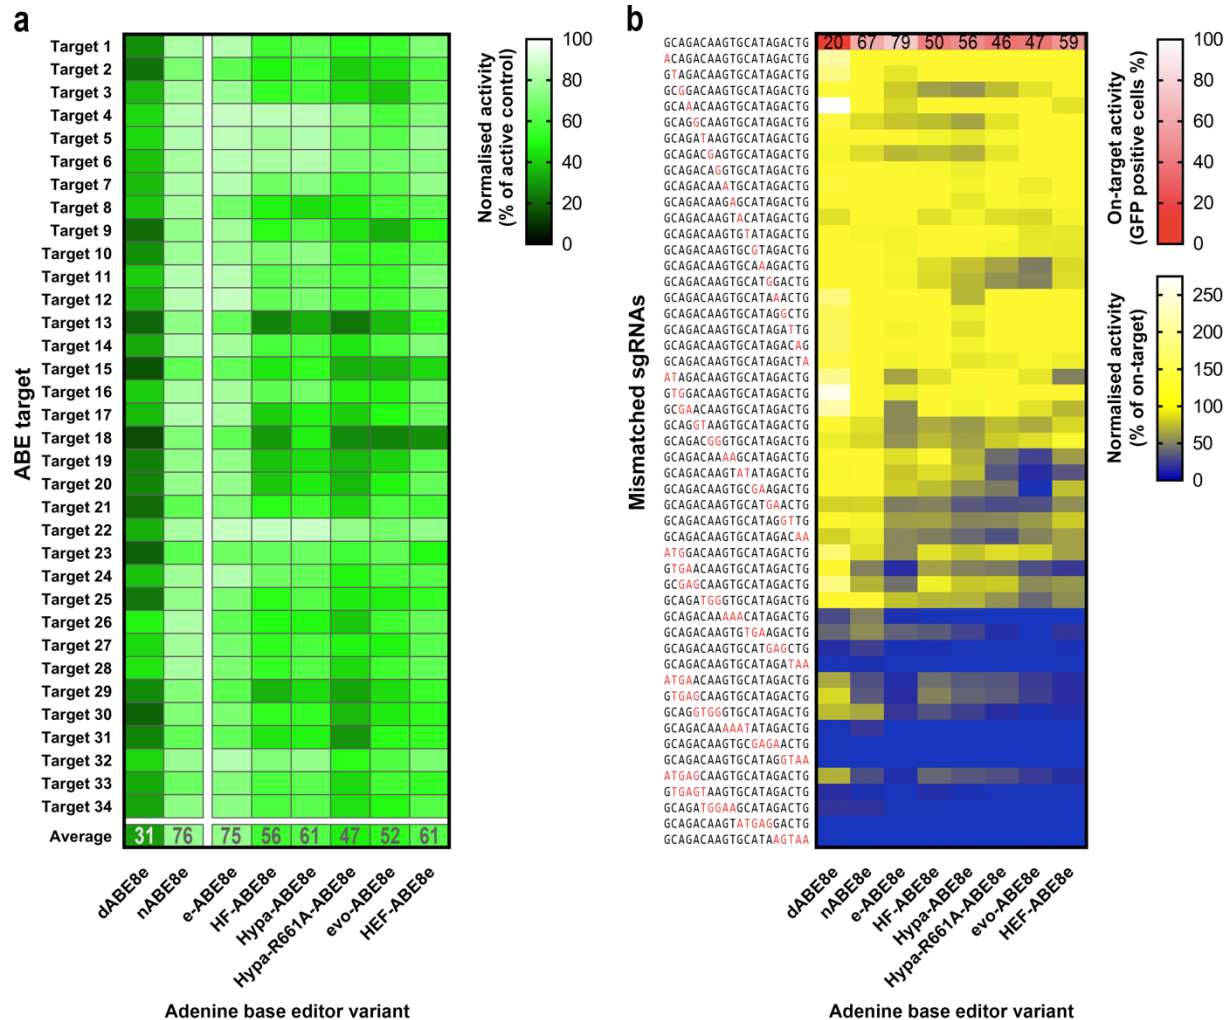 a
Target 1
Target 2
Target 3
Target 4
Target 5
Target 6
Target 7
Target 8
Target 9
Target 10
Target 11
Target 12
Target 13
Target 14
Target 15
Target 16
Target 17
Target 18
Target 19
Target 20
Target 21
Target 22
Target 23
Target 24
Target 25
Target 26
Target 27
Target 28
Target 29
Target 30
Target 31
Target 32
Target 33
Target 34
Average 31 76 75 56 61 47 52 61
ABE target
dABE8e
nABE8e
e-ABE8e
HF-ABE8e
Hypa-ABE8e
Hypa-R661A-ABE8e
evo-ABE8e
HEF-ABE8e
Adenine base editor variant
Normalised activity
(% of active control)
100
80
60
40
20
0
b
GCAGACAAGTGCATAGACTG 20 67 79 50 56 46 47 59
ACAGACAAGTGCATAGACTG
GTAGACAAGTGCATAGACTG
GCGGACAAGTGCATAGACTG
GCAAACAAGTGCATAGACTG
GCAGGCAAGTGCATAGACTG
GCAGATAAGTGCATAGACTG
GCAGACGAGTGCATAGACTG
GCAGACAGGTGCATAGACTG
GCAGACAAATGCATAGACTG
GCAGACAAGAGCATAGACTG
GCAGACAAGTACATAGACTG
GCAGACAAGTGTATAGACTG
GCAGACAAGTGCGTAGACTG
GCAGACAAGTGCAAAGACTG
GCAGACAAGTGCATGGACTG
GCAGACAAGTGCATAAACTG
GCAGACAAGTGCATAGGCTG
GCAGACAAGTGCATAGATTG
GCAGACAAGTGCATAGACAG
GCAGACAAGTGCATAGACTA
ATAGACAAGTGCATAGACTG
GTGGACAAGTGCATAGACTG
GCGAACAAGTGCATAGACTG
GCAGGTAAGTGCATAGACTG
GCAGACGGGTGCATAGACTG
GCAGACAAAAGCATAGACTG
GCAGACAAGTATATAGACTG
GCAGACAAGTGCGAAGACTG
GCAGACAAGTGCATGAACTG
GCAGACAAGTGCATAGGTTG
GCAGACAAGTGCATAGACAA
ATGGACAAGTGCATAGACTG
GTGAACAAGTGCATAGACTG
GCGAGCAAGTGCATAGACTG
GCAGATGGGTGCATAGACTG
GCAGACAAAAACATAGACTG
GCAGACAAGTGTGAAGACTG
GCAGACAAGTGCATGAGCTG
GCAGACAAGTGCATAGATAA
ATGAACAAGTGCATAGACTG
GTGAGCAAGTGCATAGACTG
GCAGGTGGGTGCATAGACTG
GCAGACAAAAATATAGACTG
GCAGACAAGTGCGAGAACTG
GCAGACAAGTGCATAGGTAA
ATGAGCAAGTGCATAGACTG
GTGAGTAAGTGCATAGACTG
GCAGATGGAAGCATAGACTG
GCAGACAAGTATGAGGACTG
GCAGACAAGTGCATAAGTAA
Mismatched sgRNAs
dABE8e
nABE8e
e-ABE8e
HF-ABE8e
Hypa-ABE8e
Hypa-R661A-ABE8e
evo-ABE8e
HEF-ABE8e
Adenine base editor variant
On-target activity
(GFP positive cells %)
100
80
60
40
20
0
Normalised activity
(% of on-target)
250
200
150
100
50
0